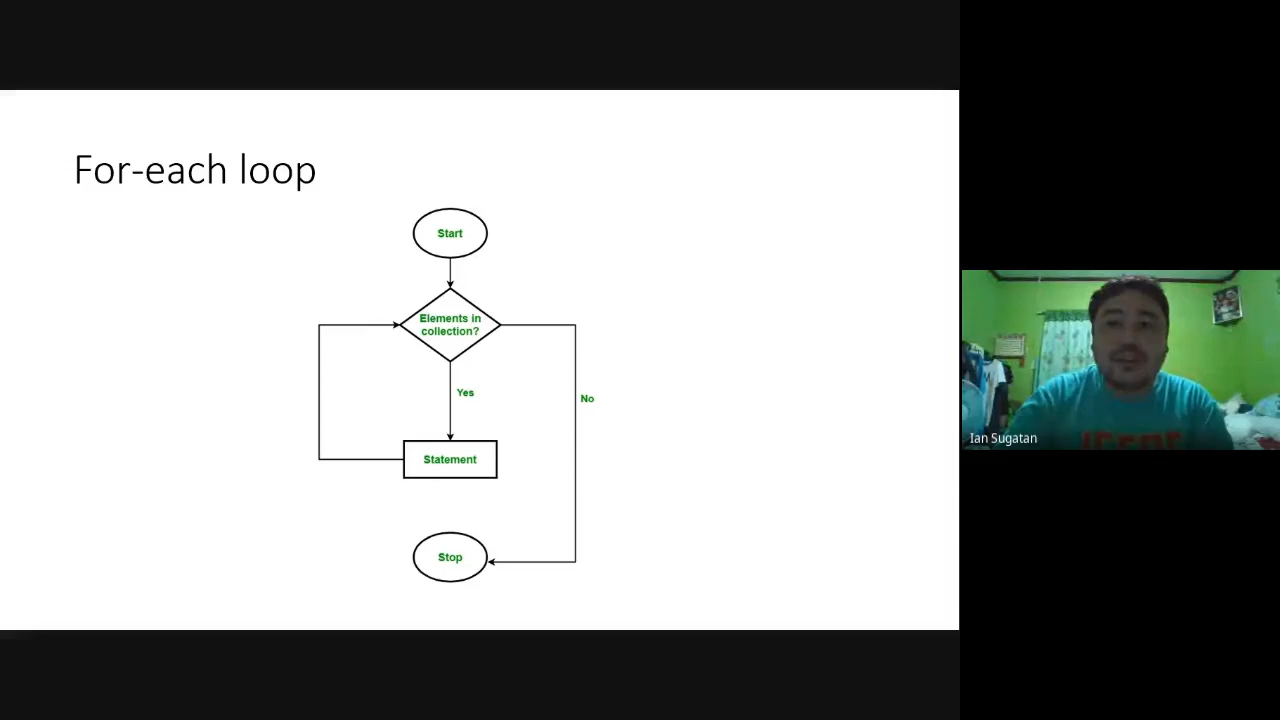 For-each loop
Start
Elements in
collection?
Yes
No
Statement
Stop
Ian Sugatan